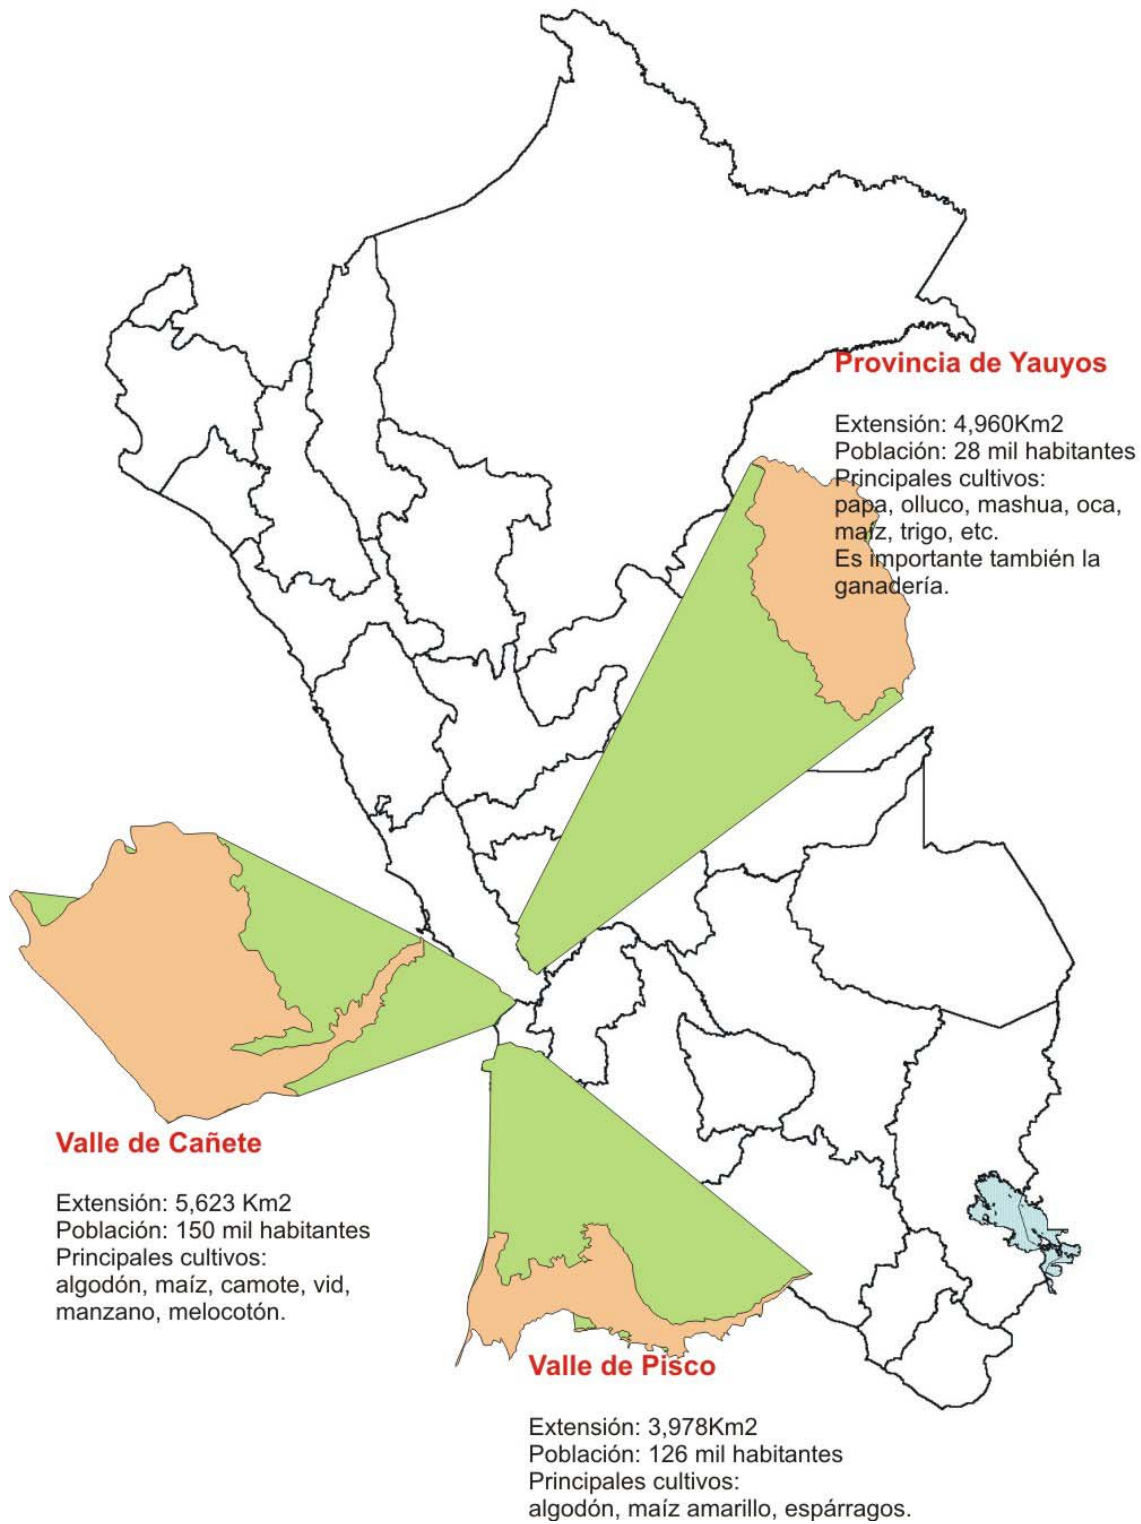 Provincia de Yauyos
Extensión: 4,960Km2
Población: 28 mil habitantes
Principales cultivos:
papa, olluco, mashua, oca,
maíz, trigo, etc.
Es importante también la
ganadería.
Valle de Cañete
Extensión: 5,623 Km2
Población: 150 mil habitantes
Principales cultivos:
algodón, maíz, camote, vid,
manzano, melocotón.
Valle de Pisco
Extensión: 3,978Km2
Población: 126 mil habitantes
Principales cultivos:
algodón, maíz amarillo, espárragos.